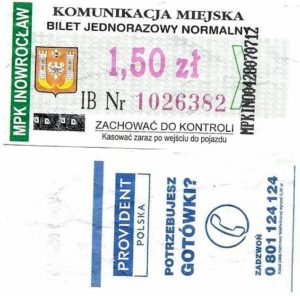 MPK INOWROCŁAW
KOMUNIKACJA MIEJSKA
BILET JEDNORAZOWY NORMALNY
1,50 zł
IB Nr 1026382
ZACHOWAĆ DO KONTROLI
Kasować zaraz po wejściu do pojazdu
PROVIDENT
POLSKA
POTRZEBUJESZ
GOTÓWKI?
ZADZWOŃ
0 801 124 124